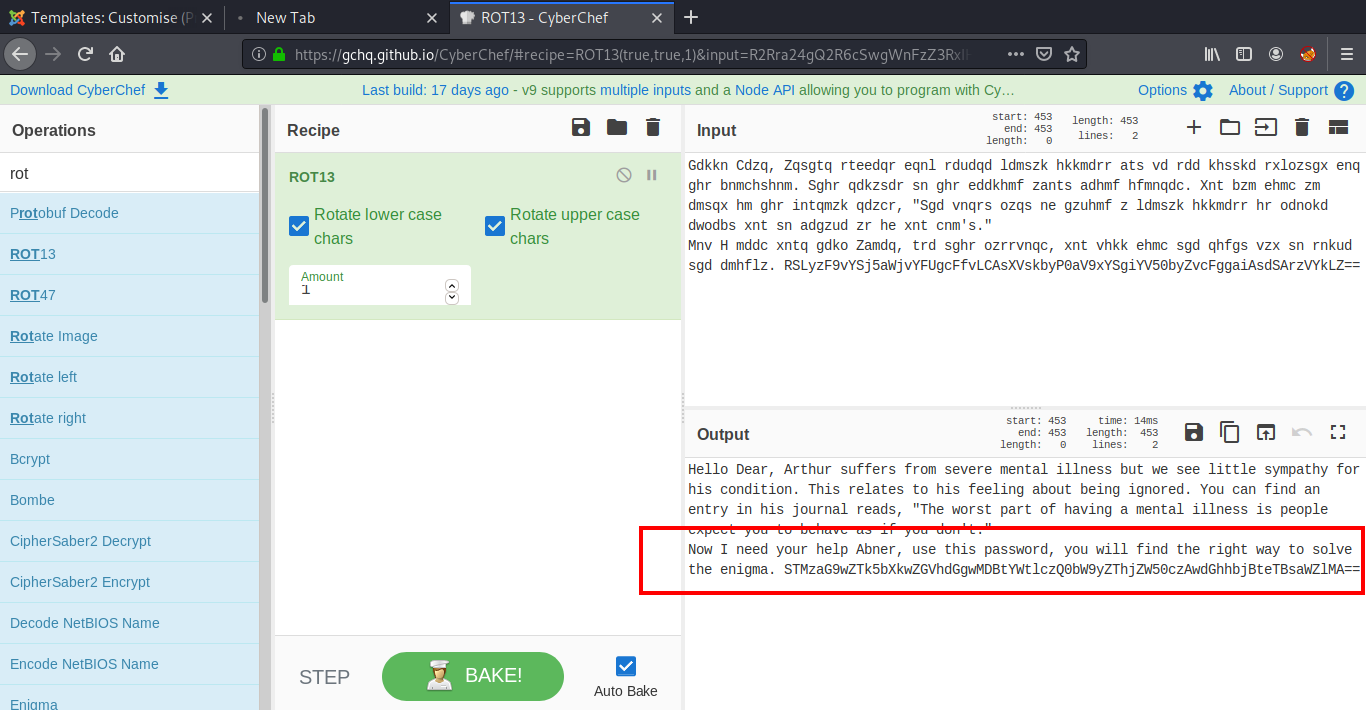 Templates: Customise (P
New Tab
ROT13 - CyberChef
https://gchq.github.io/CyberChef/#recipe=ROT13(true,true,1)&input=R2Rra24gQ2R6cSwgWnFzZ3RxI
Download CyberChef
Last build: 17 days ago - v9 supports multiple inputs and a Node API allowing you to program with Cy…
Options
About / Support
Operations
Recipe
Input
start: 453
end: 453
length: 0
length: 453
lines: 2
rot
Protobuf Decode
ROT13
ROT47
Rotate Image
Rotate left
Rotate right
Bcrypt
Bombe
CipherSaber2 Decrypt
CipherSaber2 Encrypt
Decode NetBIOS Name
Encode NetBIOS Name
Enigma
ROT13
Rotate lower case chars
Rotate upper case chars
Amount
1
STEP
BAKE!
Auto Bake
Gdkkn Cdzq, Zqsgtq rteedqr eqnl rdudqd ldmszk hkkmdrr ats vd rdd khsskd rxlozsgx enq
ghr bnmchshnm. Sghr qdkzsdr sn ghr eddkhmf zants adhmf hfmnqdc. Xnt bzm ehmc zm
dmsqx hm ghr intqmzk qdzcr, "Sgd vnqrs ozqs ne gzuhmf z ldmszk hkkmdrr hr odnokd
dwodbs xnt sn adgzud zr he xnt cnm's."
Mnv H mddc xntq gdko Zamdq, trd sghr ozrrvnqc, xnt vhkk ehmc sgd qhfgs vzx sn rnkud
sgd dmhflz. RSLyzF9vYSj5aWjvYFUgcFfvLCAsXVskbyP0aV9xYSgiYV50byZvcFggaiAsdSArzVYkLZ==
Output
start: 453
end: 453
length: 0
time: 14ms
length: 453
lines: 2
Hello Dear, Arthur suffers from severe mental illness but we see little sympathy for
his condition. This relates to his feeling about being ignored. You can find an
entry in his journal reads, "The worst part of having a mental illness is people
expect you to behave as if you don't."
Now I need your help Abner, use this password, you will find the right way to solve
the enigma. STMzaG9wZTk5bXkwZGVhdGgwMDBtYWtlczQ0bW9yZThjZW50czAwdGhhbjBteTBsaWZlMA==